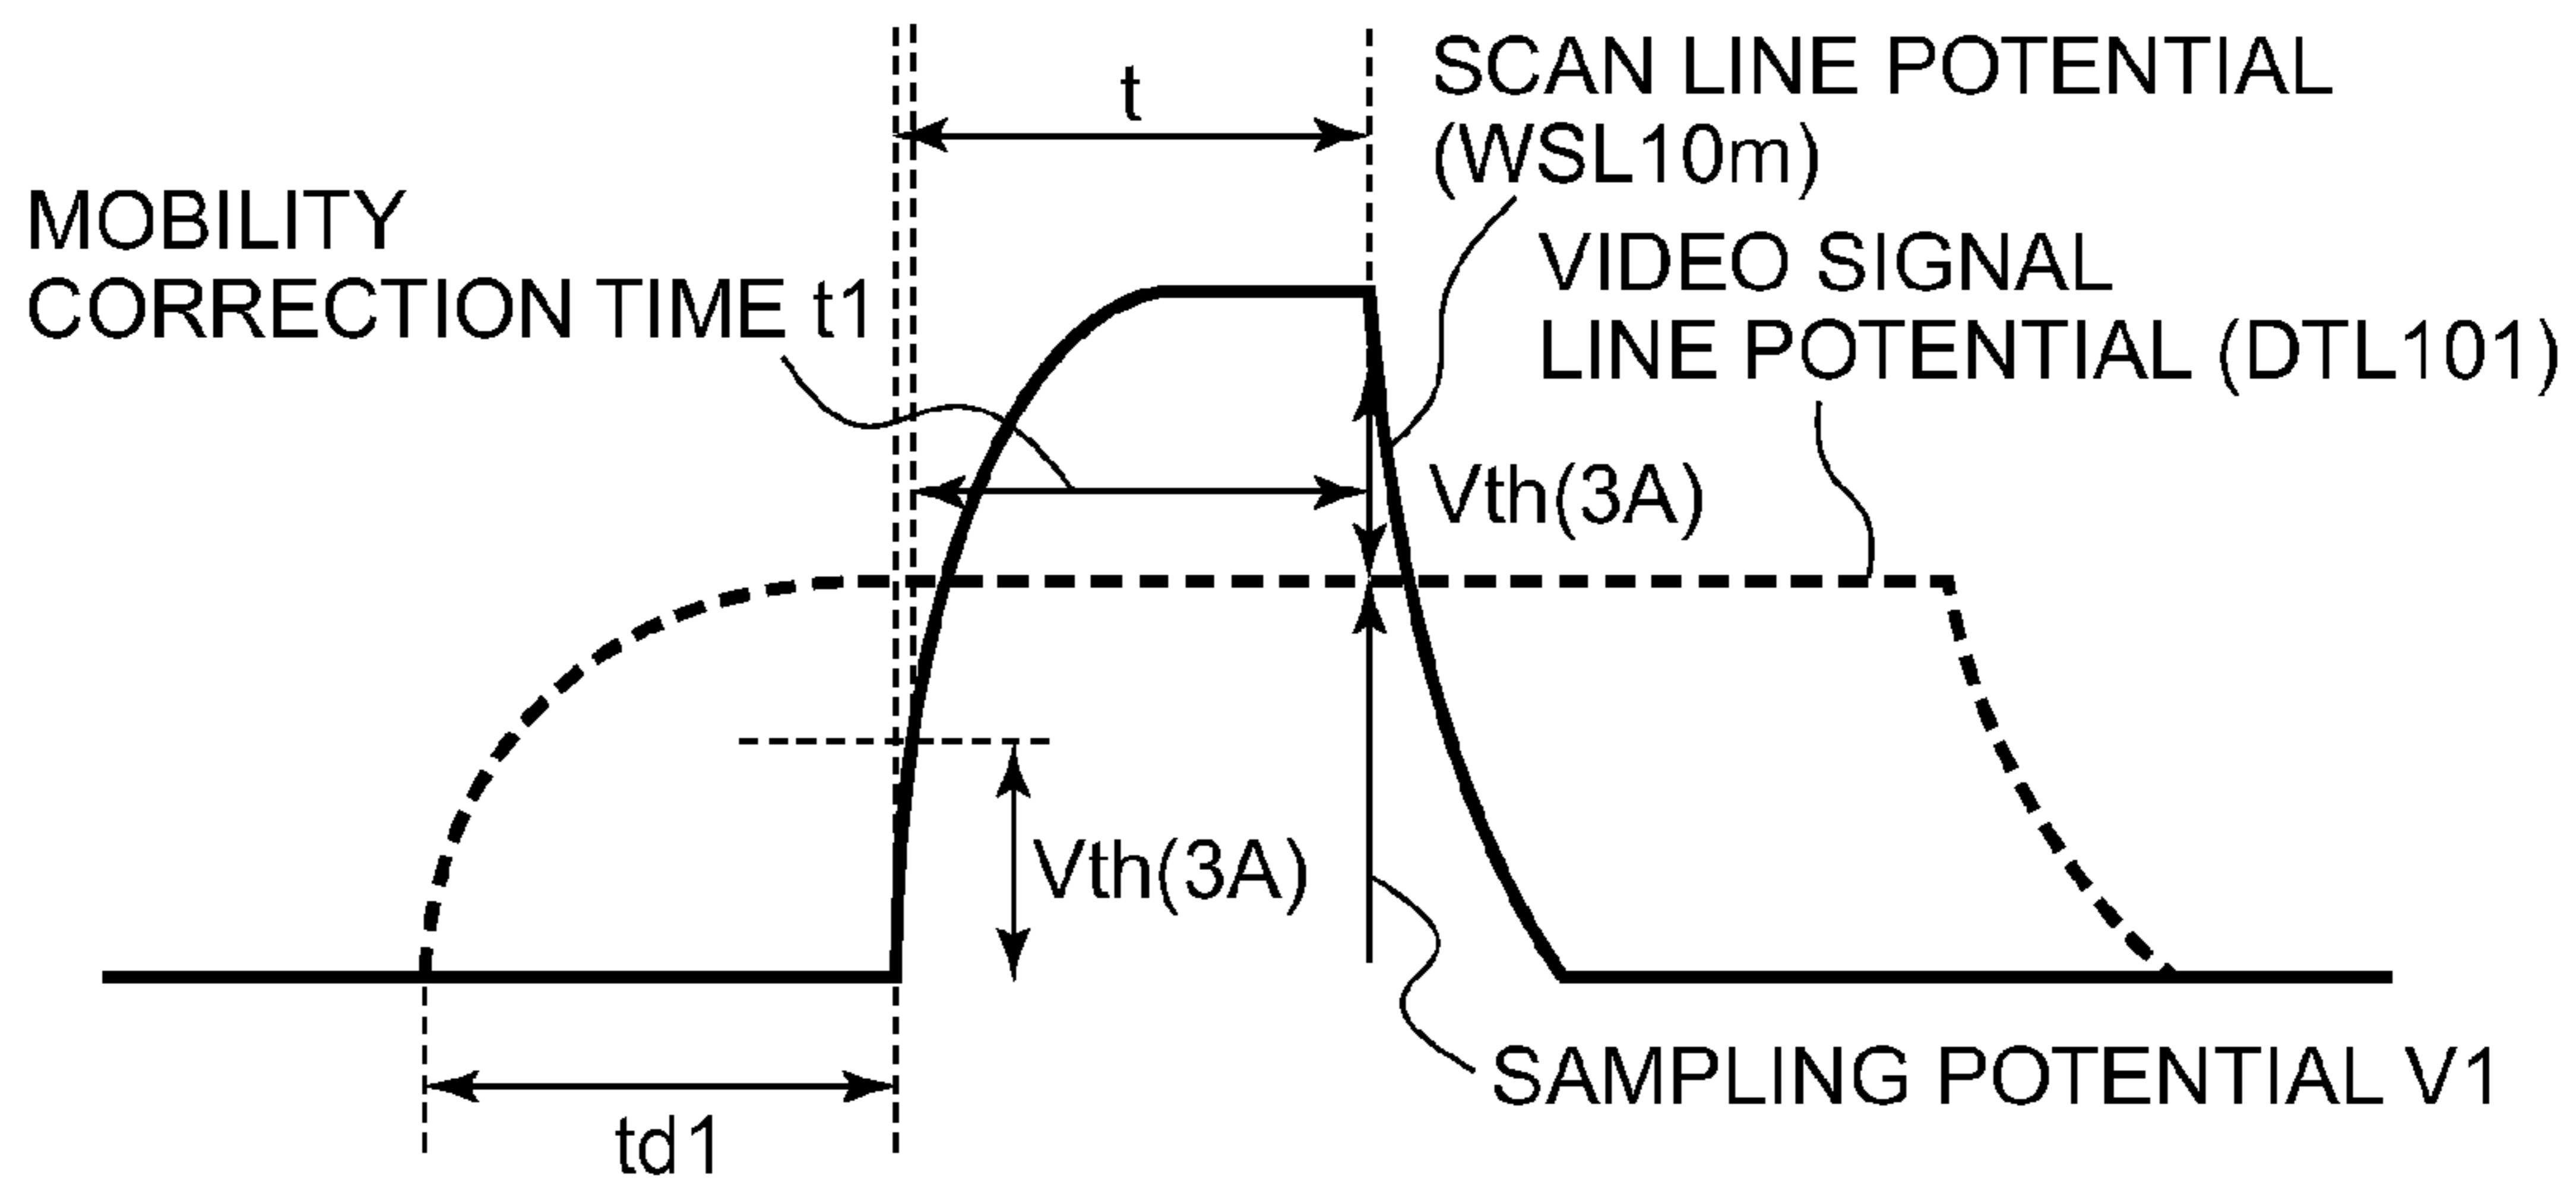 t
SCAN LINE POTENTIAL
(WSL10m)
MOBILITY
CORRECTION TIME t1
VIDEO SIGNAL
LINE POTENTIAL (DTL101)
Vth(3A)
Vth(3A)
SAMPLING POTENTIAL V1
td1